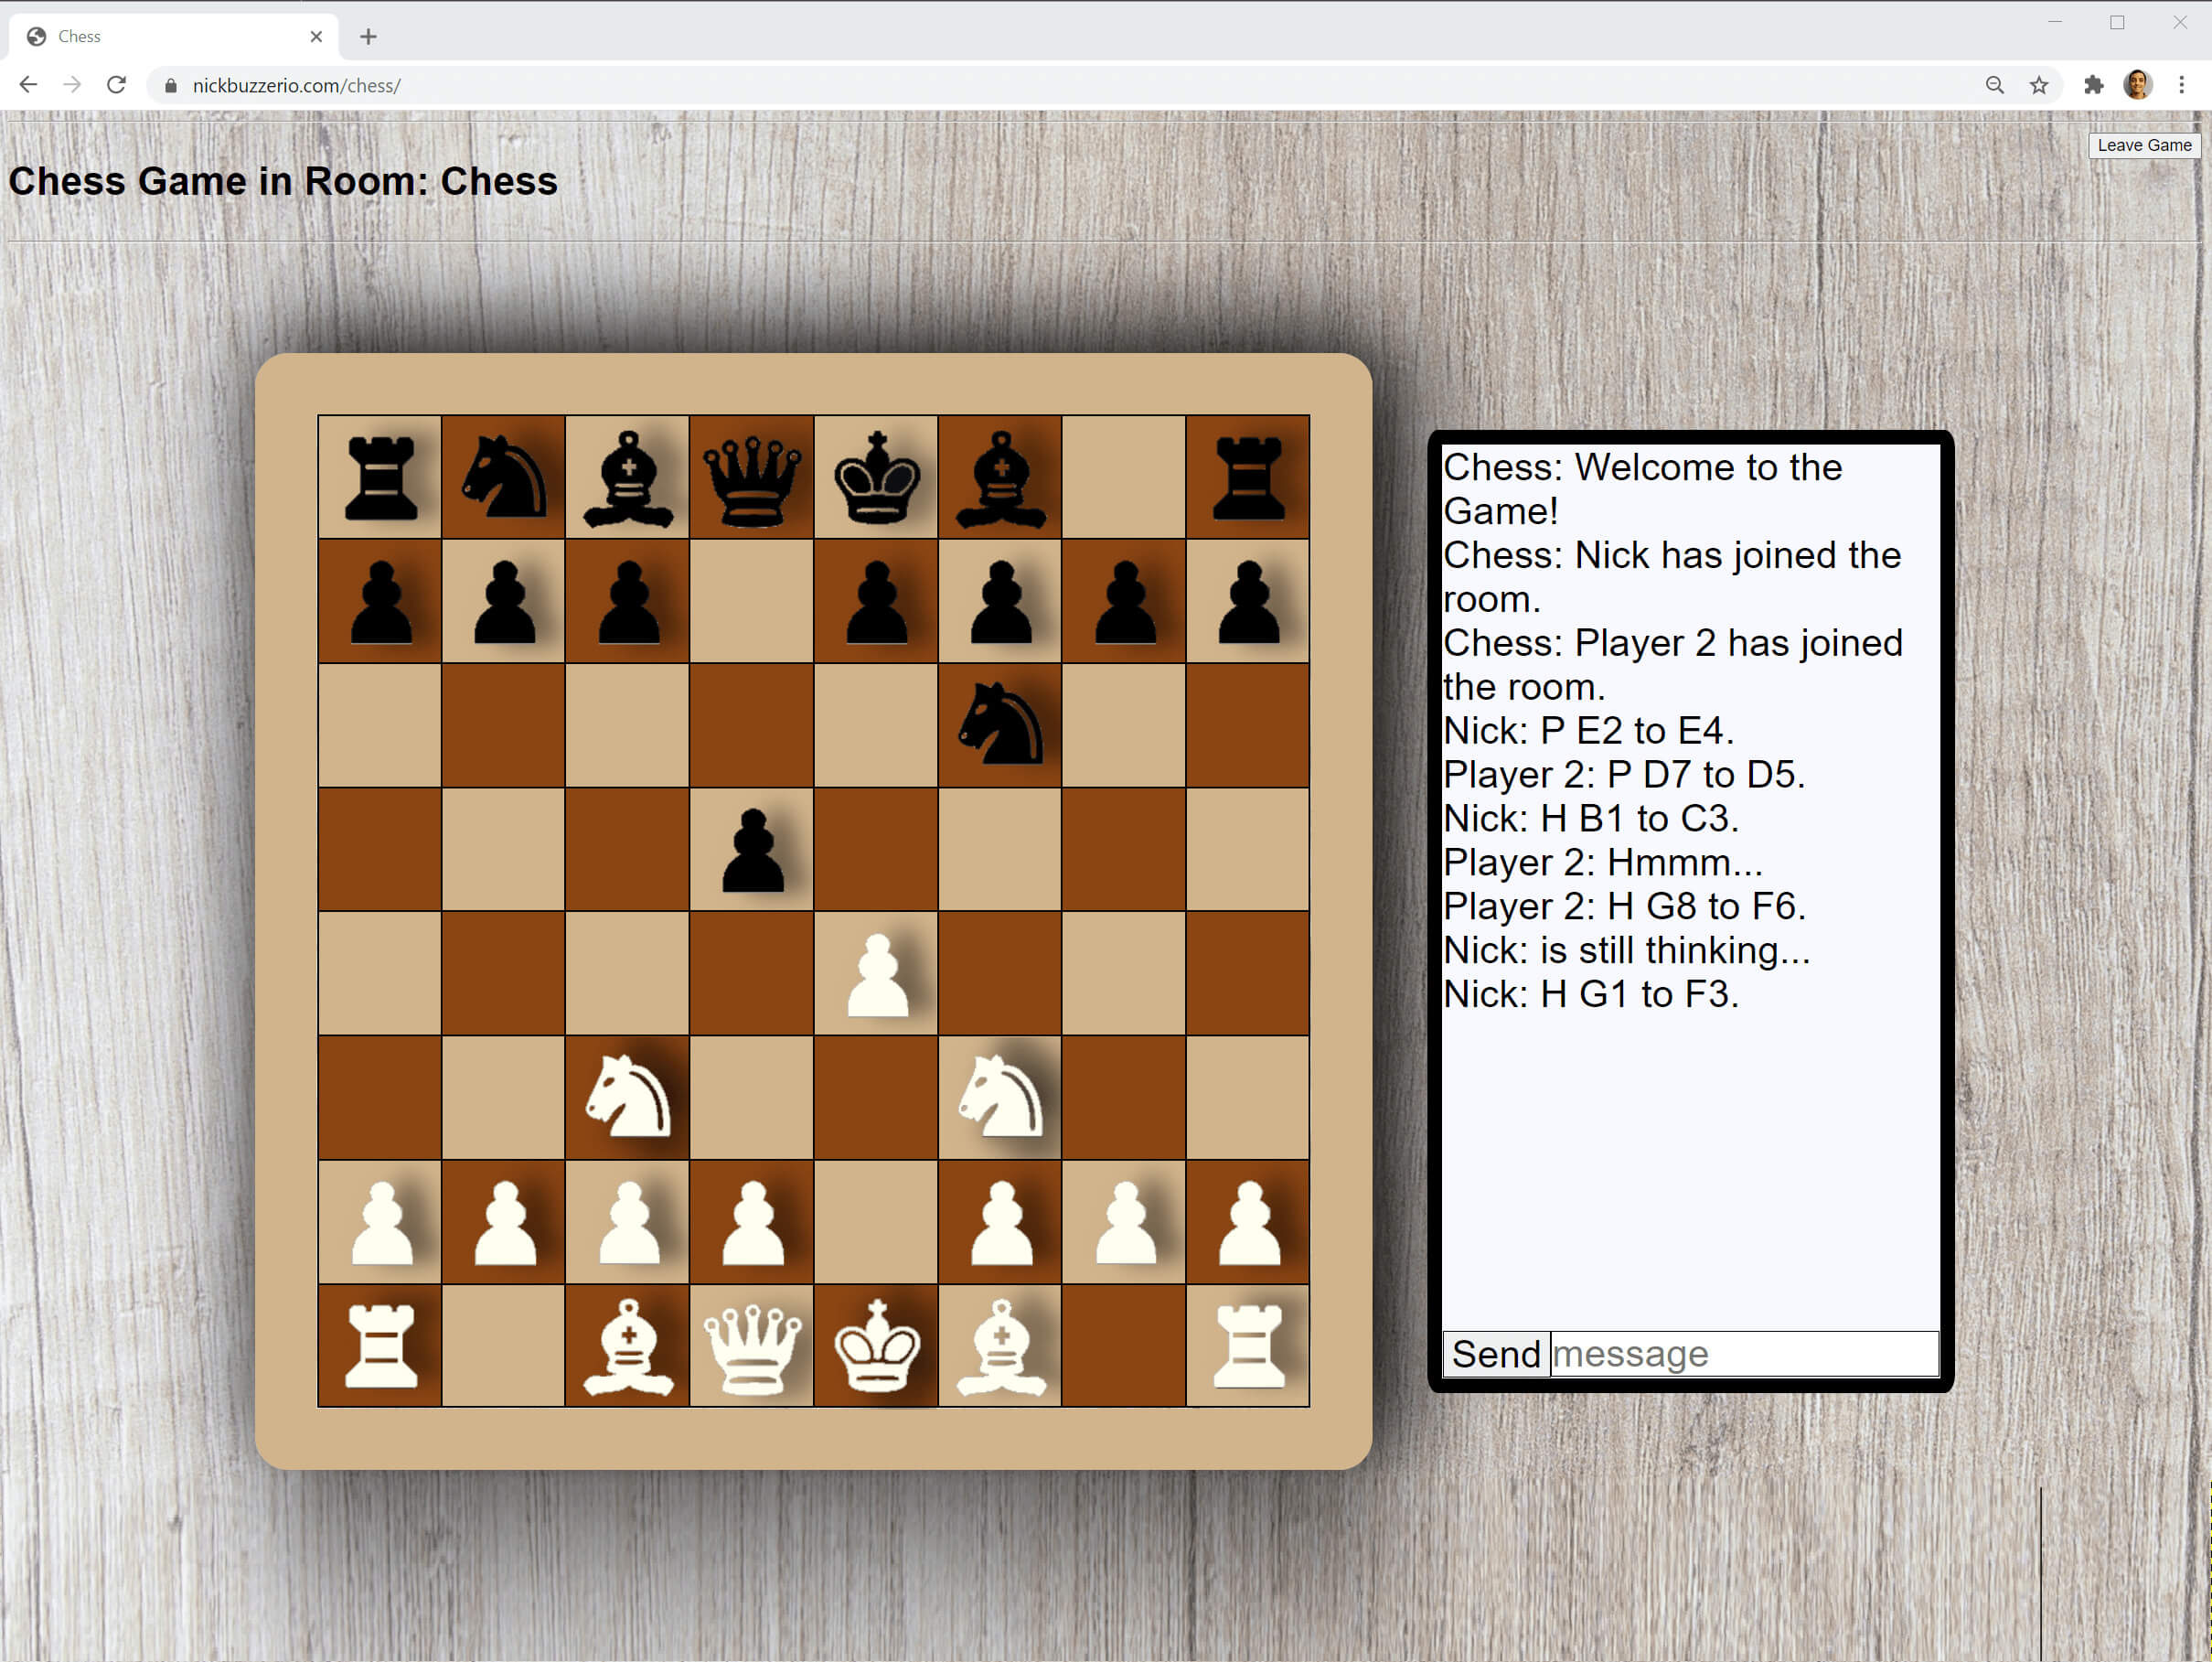 Chess
nickbuzzerio.com/chess/
Leave Game
Chess Game in Room: Chess
Chess: Welcome to the
Game!
Chess: Nick has joined the
room.
Chess: Player 2 has joined
the room.
Nick: P E2 to E4.
Player 2: P D7 to D5.
Nick: H B1 to C3.
Player 2: Hmmm...
Player 2: H G8 to F6.
Nick: is still thinking...
Nick: H G1 to F3.
Send message